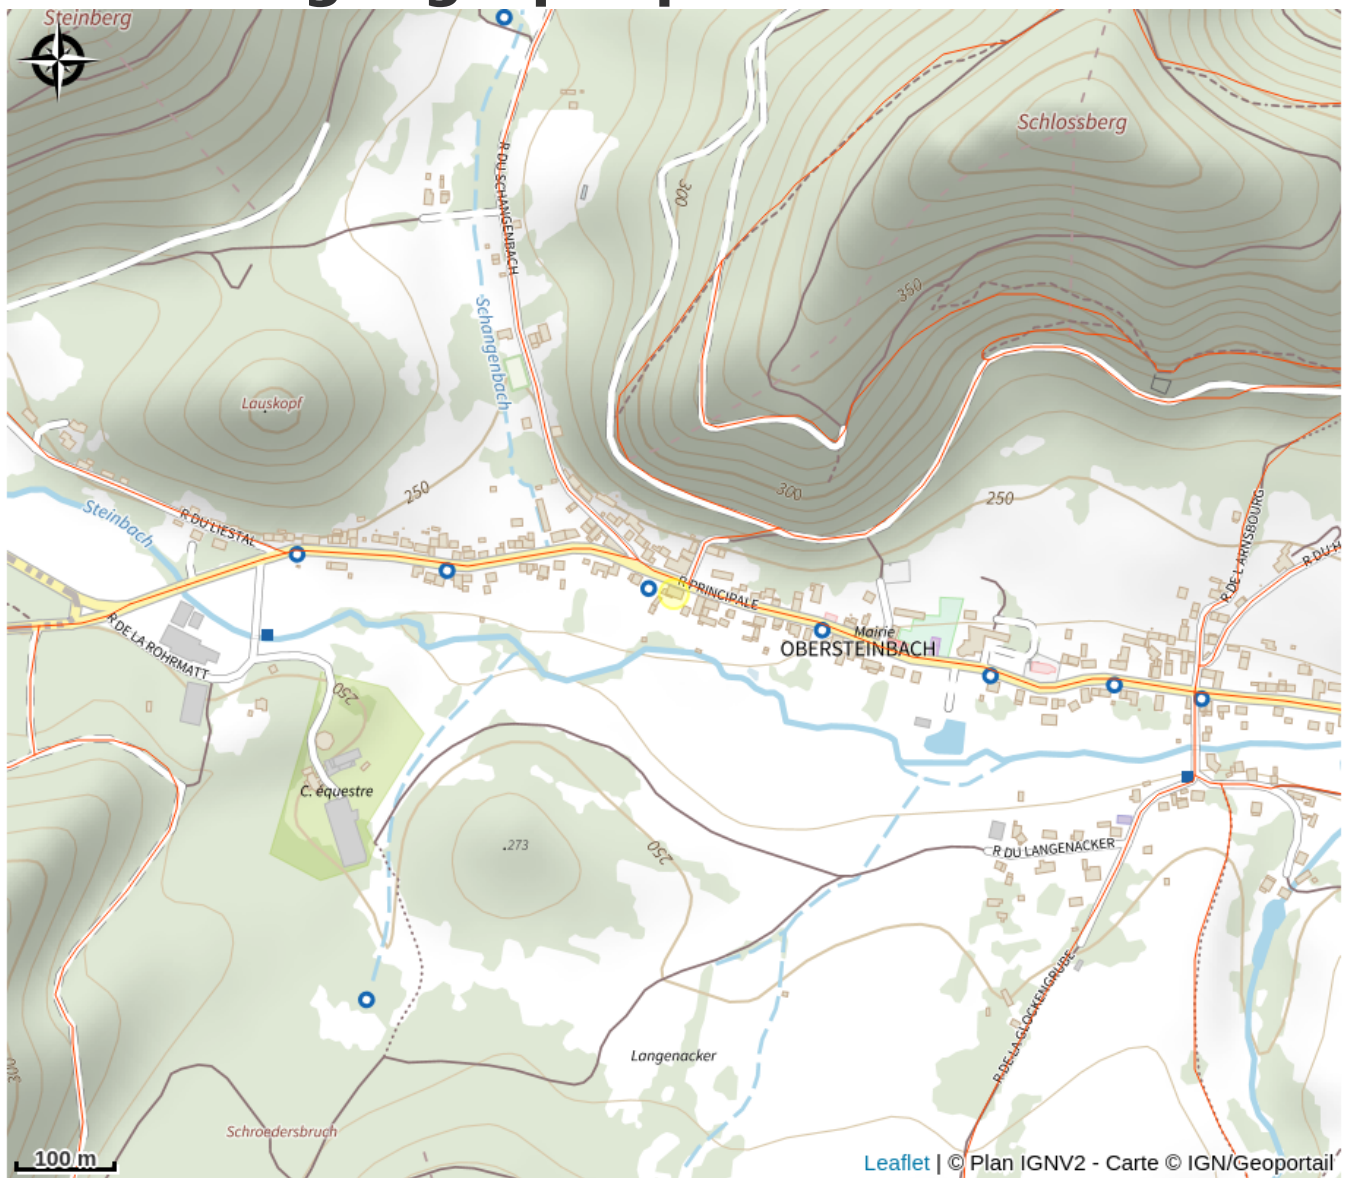 Steinberg
Schlossberg
300
R DU SCHANGENBACH
350
Schangenbach
Lauskopf
250
300
250
Steinbach
R DU LIESTAL
R DE L'ARNSBOURG
R DU H
R PRINCIPALE
Mairie
OBERSTEINBACH
R DE LA ROHRMATT
250
C. équestre
.273
250
R DU LANGENACKER
R DE LA GLOCKENGRUBE
Langenacker
300
Schroedersbruch
100 m
Leaflet | © Plan IGNV2 - Carte © IGN/Geoportail